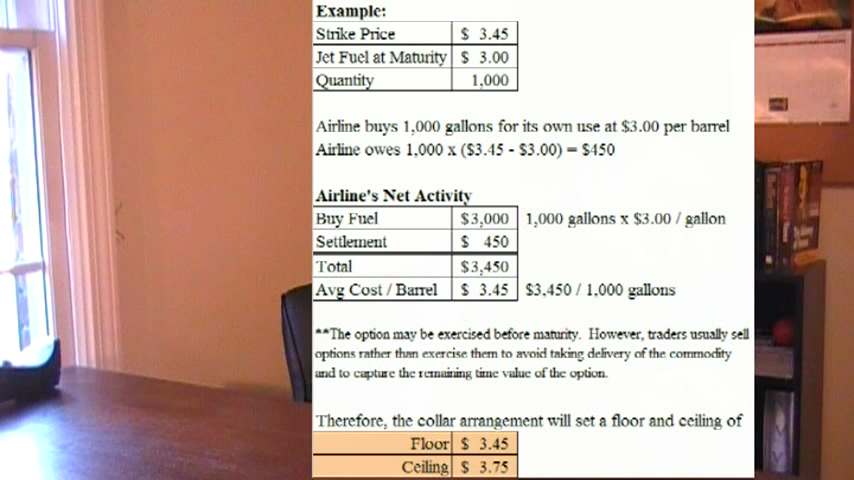 Example:
Strike Price $ 3.45
Jet Fuel at Maturity $ 3.00
Quantity 1,000
Airline buys 1,000 gallons for its own use at $3.00 per barrel
Airline owes 1,000 x ($3.45 - $3.00) = $450
Airline's Net Activity
Buy Fuel $3,000 1,000 gallons x $3.00 / gallon
Settlement $ 450
Total $3,450
Avg Cost / Barrel $ 3.45 $3,450 / 1,000 gallons
**The option may be exercised before maturity. However, traders usually sell
options rather than exercise them to avoid taking delivery of the commodity
and to capture the remaining time value of the option.
Therefore, the collar arrangement will set a floor and ceiling of
Floor $ 3.45
Ceiling $ 3.75